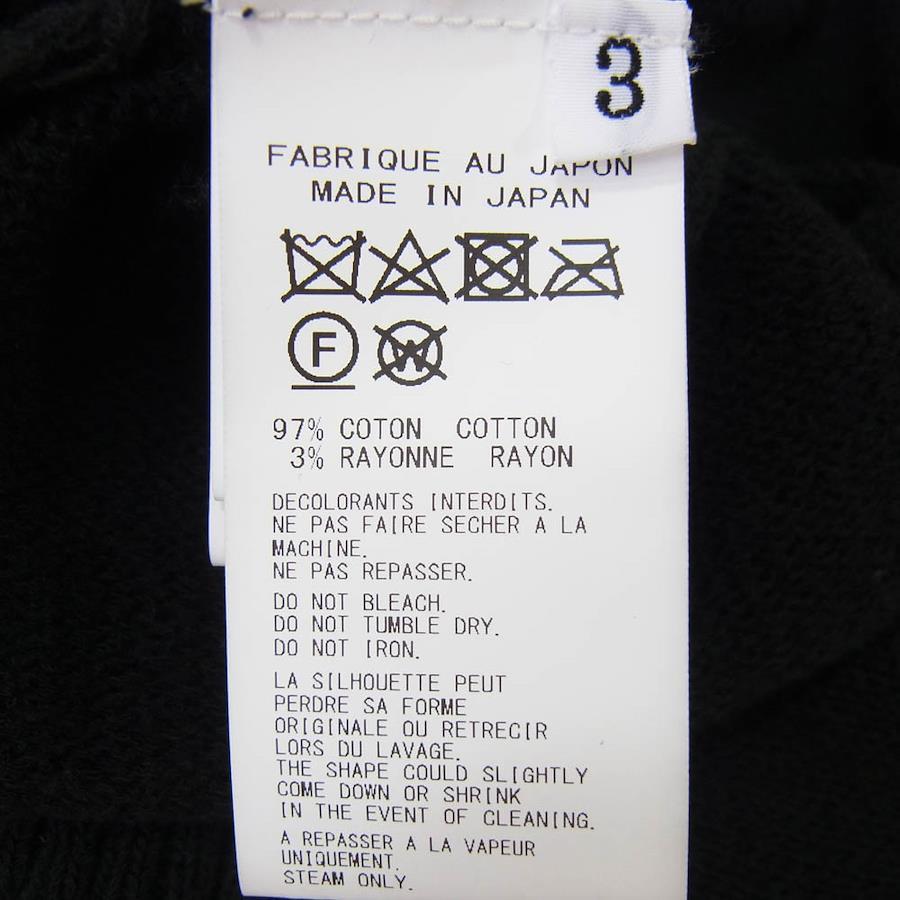 3
FABRIQUE AU JAPON
MADE IN JAPAN
F
W
97% COTON COTTON
3% RAYONNE RAYON
DECOLORANTS INTERDITS.
NE PAS FAIRE SECHER A LA
MACHINE.
NE PAS REPASSER.
DO NOT BLEACH.
DO NOT TUMBLE DRY.
DO NOT IRON.
LA SILHOUETTE PEUT
PERDRE SA FORME
ORIGINALE OU RETRECIR
LORS DU LAVAGE.
THE SHAPE COULD SLIGHTLY
COME DOWN OR SHRINK
IN THE EVENT OF CLEANING.
A REPASSER A LA VAPEUR
UNIQUEMENT.
STEAM ONLY.